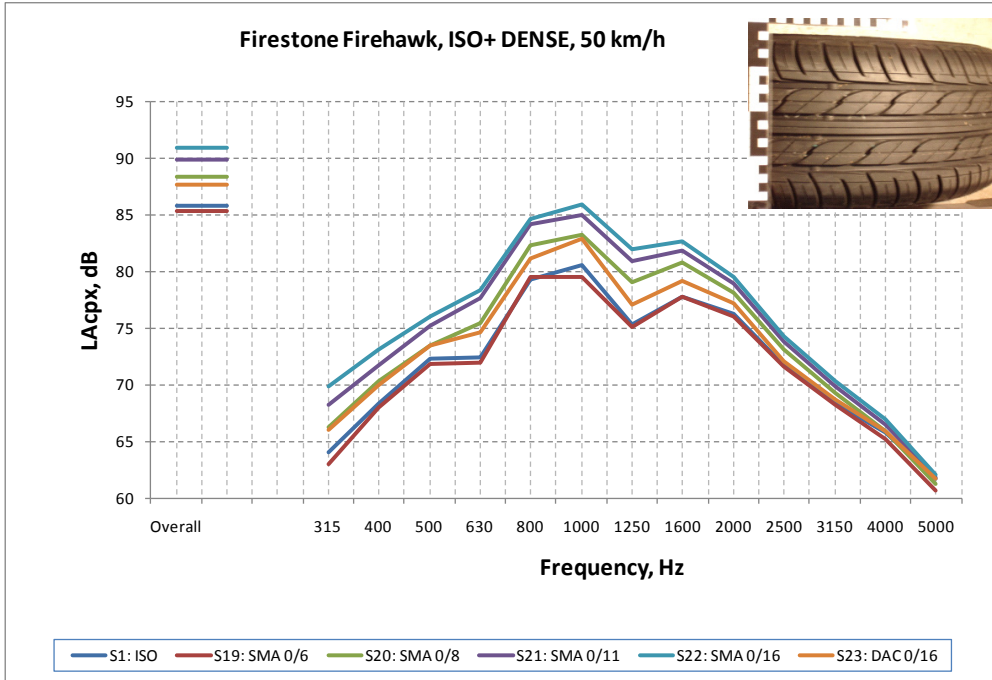 Firestone Firehawk, ISO+ DENSE, 50 km/h
LAcpx, dB
95
90
85
80
75
70
65
60
Overall 315 400 500 630 800 1000 1250 1600 2000 2500 3150 4000 5000
Frequency, Hz
S1: ISO S19: SMA 0/6 S20: SMA 0/8 S21: SMA 0/11 S22: SMA 0/16 S23: DAC 0/16